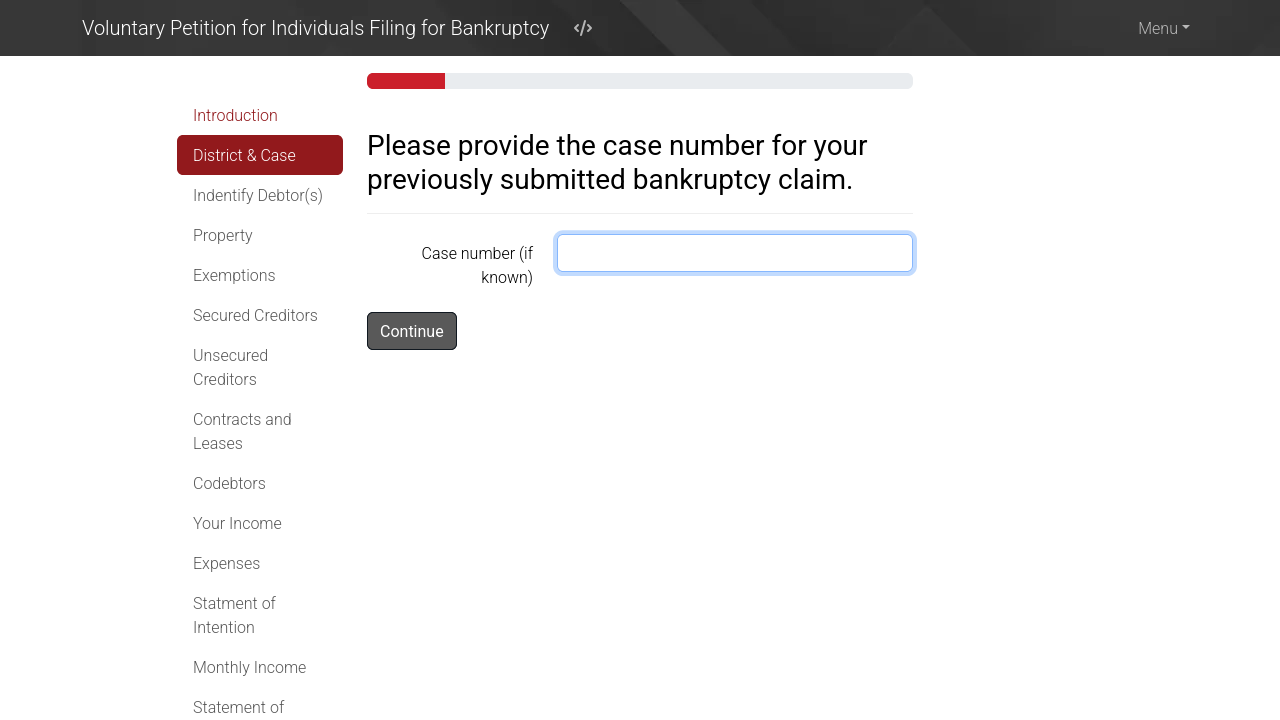 Voluntary Petition for Individuals Filing for Bankruptcy
Menu
Introduction
District & Case
Indentify Debtor(s)
Property
Exemptions
Secured Creditors
Unsecured
Creditors
Contracts and
Leases
Codebtors
Your Income
Expenses
Statment of
Intention
Monthly Income
Statement of
Please provide the case number for your
previously submitted bankruptcy claim.
Case number (if
known)
Continue